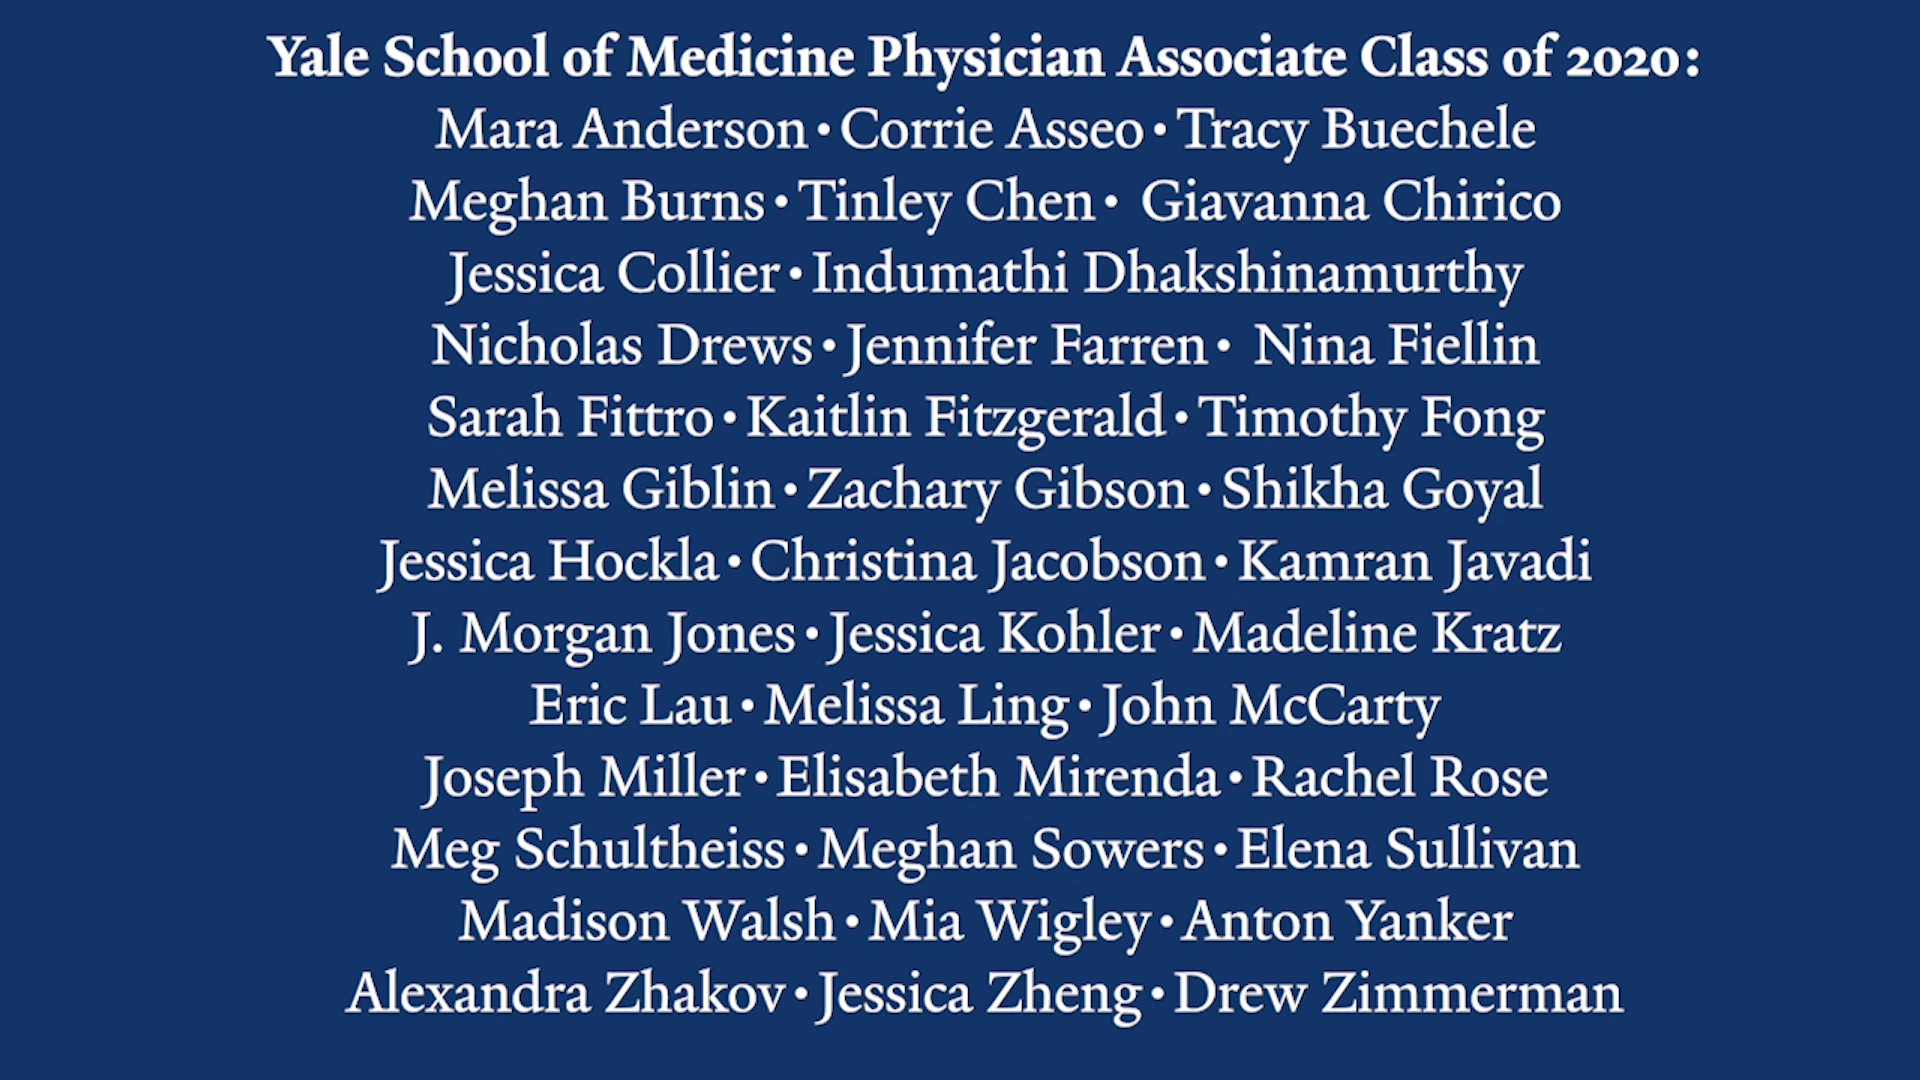 Yale School of Medicine Physician Associate Class of 2020:
Mara Anderson • Corrie Asseo • Tracy Buechele
Meghan Burns • Tinley Chen • Giavanna Chirico
Jessica Collier • Indumathi Dhakshinamurthy
Nicholas Drews • Jennifer Farren • Nina Fiellin
Sarah Fittro • Kaitlin Fitzgerald • Timothy Fong
Melissa Giblin • Zachary Gibson • Shikha Goyal
Jessica Hockla • Christina Jacobson • Kamran Javadi
J. Morgan Jones • Jessica Kohler • Madeline Kratz
Eric Lau • Melissa Ling • John McCarty
Joseph Miller • Elisabeth Mirenda • Rachel Rose
Meg Schultheiss • Meghan Sowers • Elena Sullivan
Madison Walsh • Mia Wigley • Anton Yanker
Alexandra Zhakov • Jessica Zheng • Drew Zimmerman